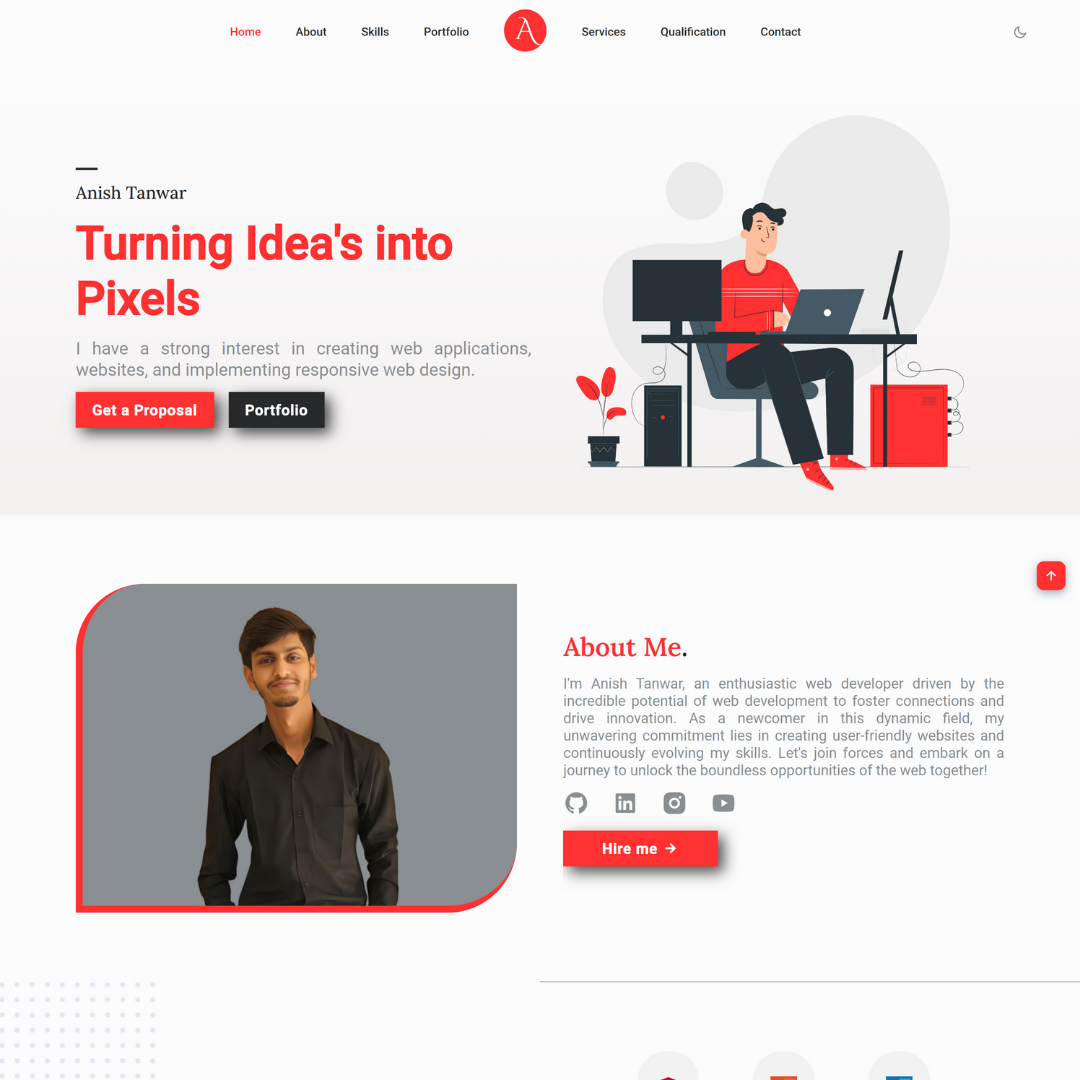 Home About Skills Portfolio A Services Qualification Contact
Anish Tanwar
Turning Idea's into
Pixels
I have a strong interest in creating web applications,
websites, and implementing responsive web design.
Get a Proposal Portfolio
About Me.
I'm Anish Tanwar, an enthusiastic web developer driven by the
incredible potential of web development to foster connections and
drive innovation. As a newcomer in this dynamic field, my
unwavering commitment lies in creating user-friendly websites and
continuously evolving my skills. Let's join forces and embark on a
journey to unlock the boundless opportunities of the web together!
in
Hire me →